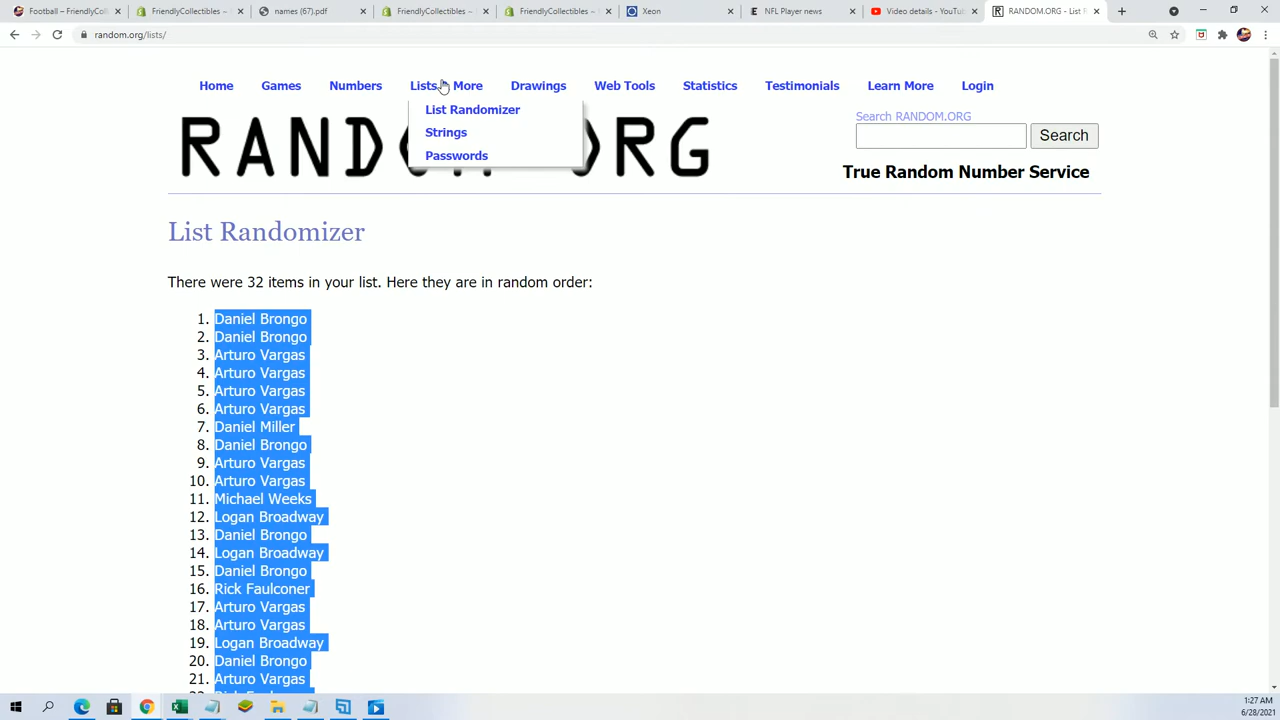 Football – FriendlyCol
FriendlyCollectibles ~
names (67).pdf
FriendlyCollectibles ~
FriendlyCollectibles ~
Xeon
NFL Player news
Video details - YouTu
RANDOM.ORG - List R
random.org/lists/
Home Games Numbers Lists More Drawings Web Tools Statistics Testimonials Learn More Login
List Randomizer
Strings
Passwords
Search RANDOM.ORG
Search
RANDOM.ORG
True Random Number Service
List Randomizer
There were 32 items in your list. Here they are in random order:
1. Daniel Brongo
2. Daniel Brongo
3. Arturo Vargas
4. Arturo Vargas
5. Arturo Vargas
6. Arturo Vargas
7. Daniel Miller
8. Daniel Brongo
9. Arturo Vargas
10. Arturo Vargas
11. Michael Weeks
12. Logan Broadway
13. Daniel Brongo
14. Logan Broadway
15. Daniel Brongo
16. Rick Faulconer
17. Arturo Vargas
18. Arturo Vargas
19. Logan Broadway
20. Daniel Brongo
21. Arturo Vargas
1:27 AM
6/28/2021